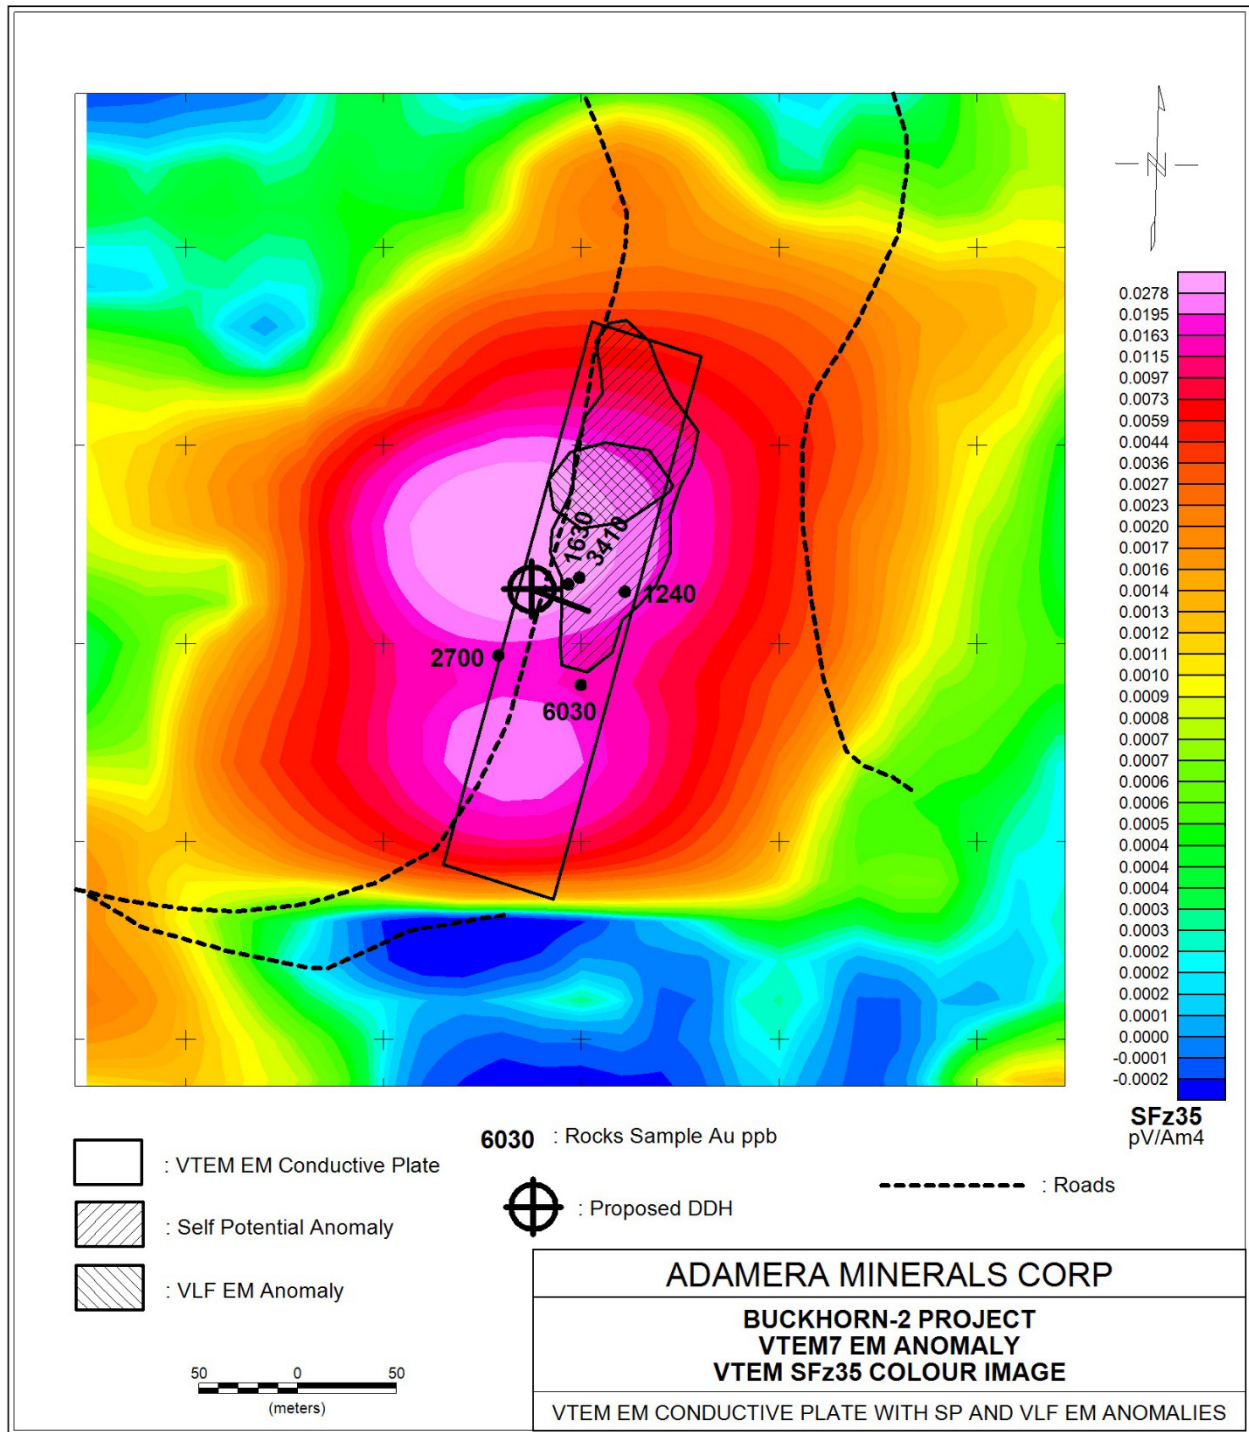 N
0.0278
0.0195
0.0163
0.0115
0.0097
0.0073
0.0059
0.0044
0.0036
0.0027
0.0023
0.0020
0.0017
0.0016
0.0014
0.0013
0.0012
0.0011
0.0010
0.0009
0.0008
0.0007
0.0006
0.0006
0.0005
0.0004
0.0004
0.0003
0.0002
0.0002
0.0002
0.0001
0.0000
-0.0001
-0.0002
SFz35
pV/Am4
1630
3410
1240
2700
6030
6030 : Rocks Sample Au ppb
: VTEM EM Conductive Plate
: Roads
: Proposed DDH
: Self Potential Anomaly
: VLF EM Anomaly
50 0 50
(meters)
ADAMERA MINERALS CORP
BUCKHORN-2 PROJECT
VTEM7 EM ANOMALY
VTEM SFz35 COLOUR IMAGE
VTEM EM CONDUCTIVE PLATE WITH SP AND VLF EM ANOMALIES